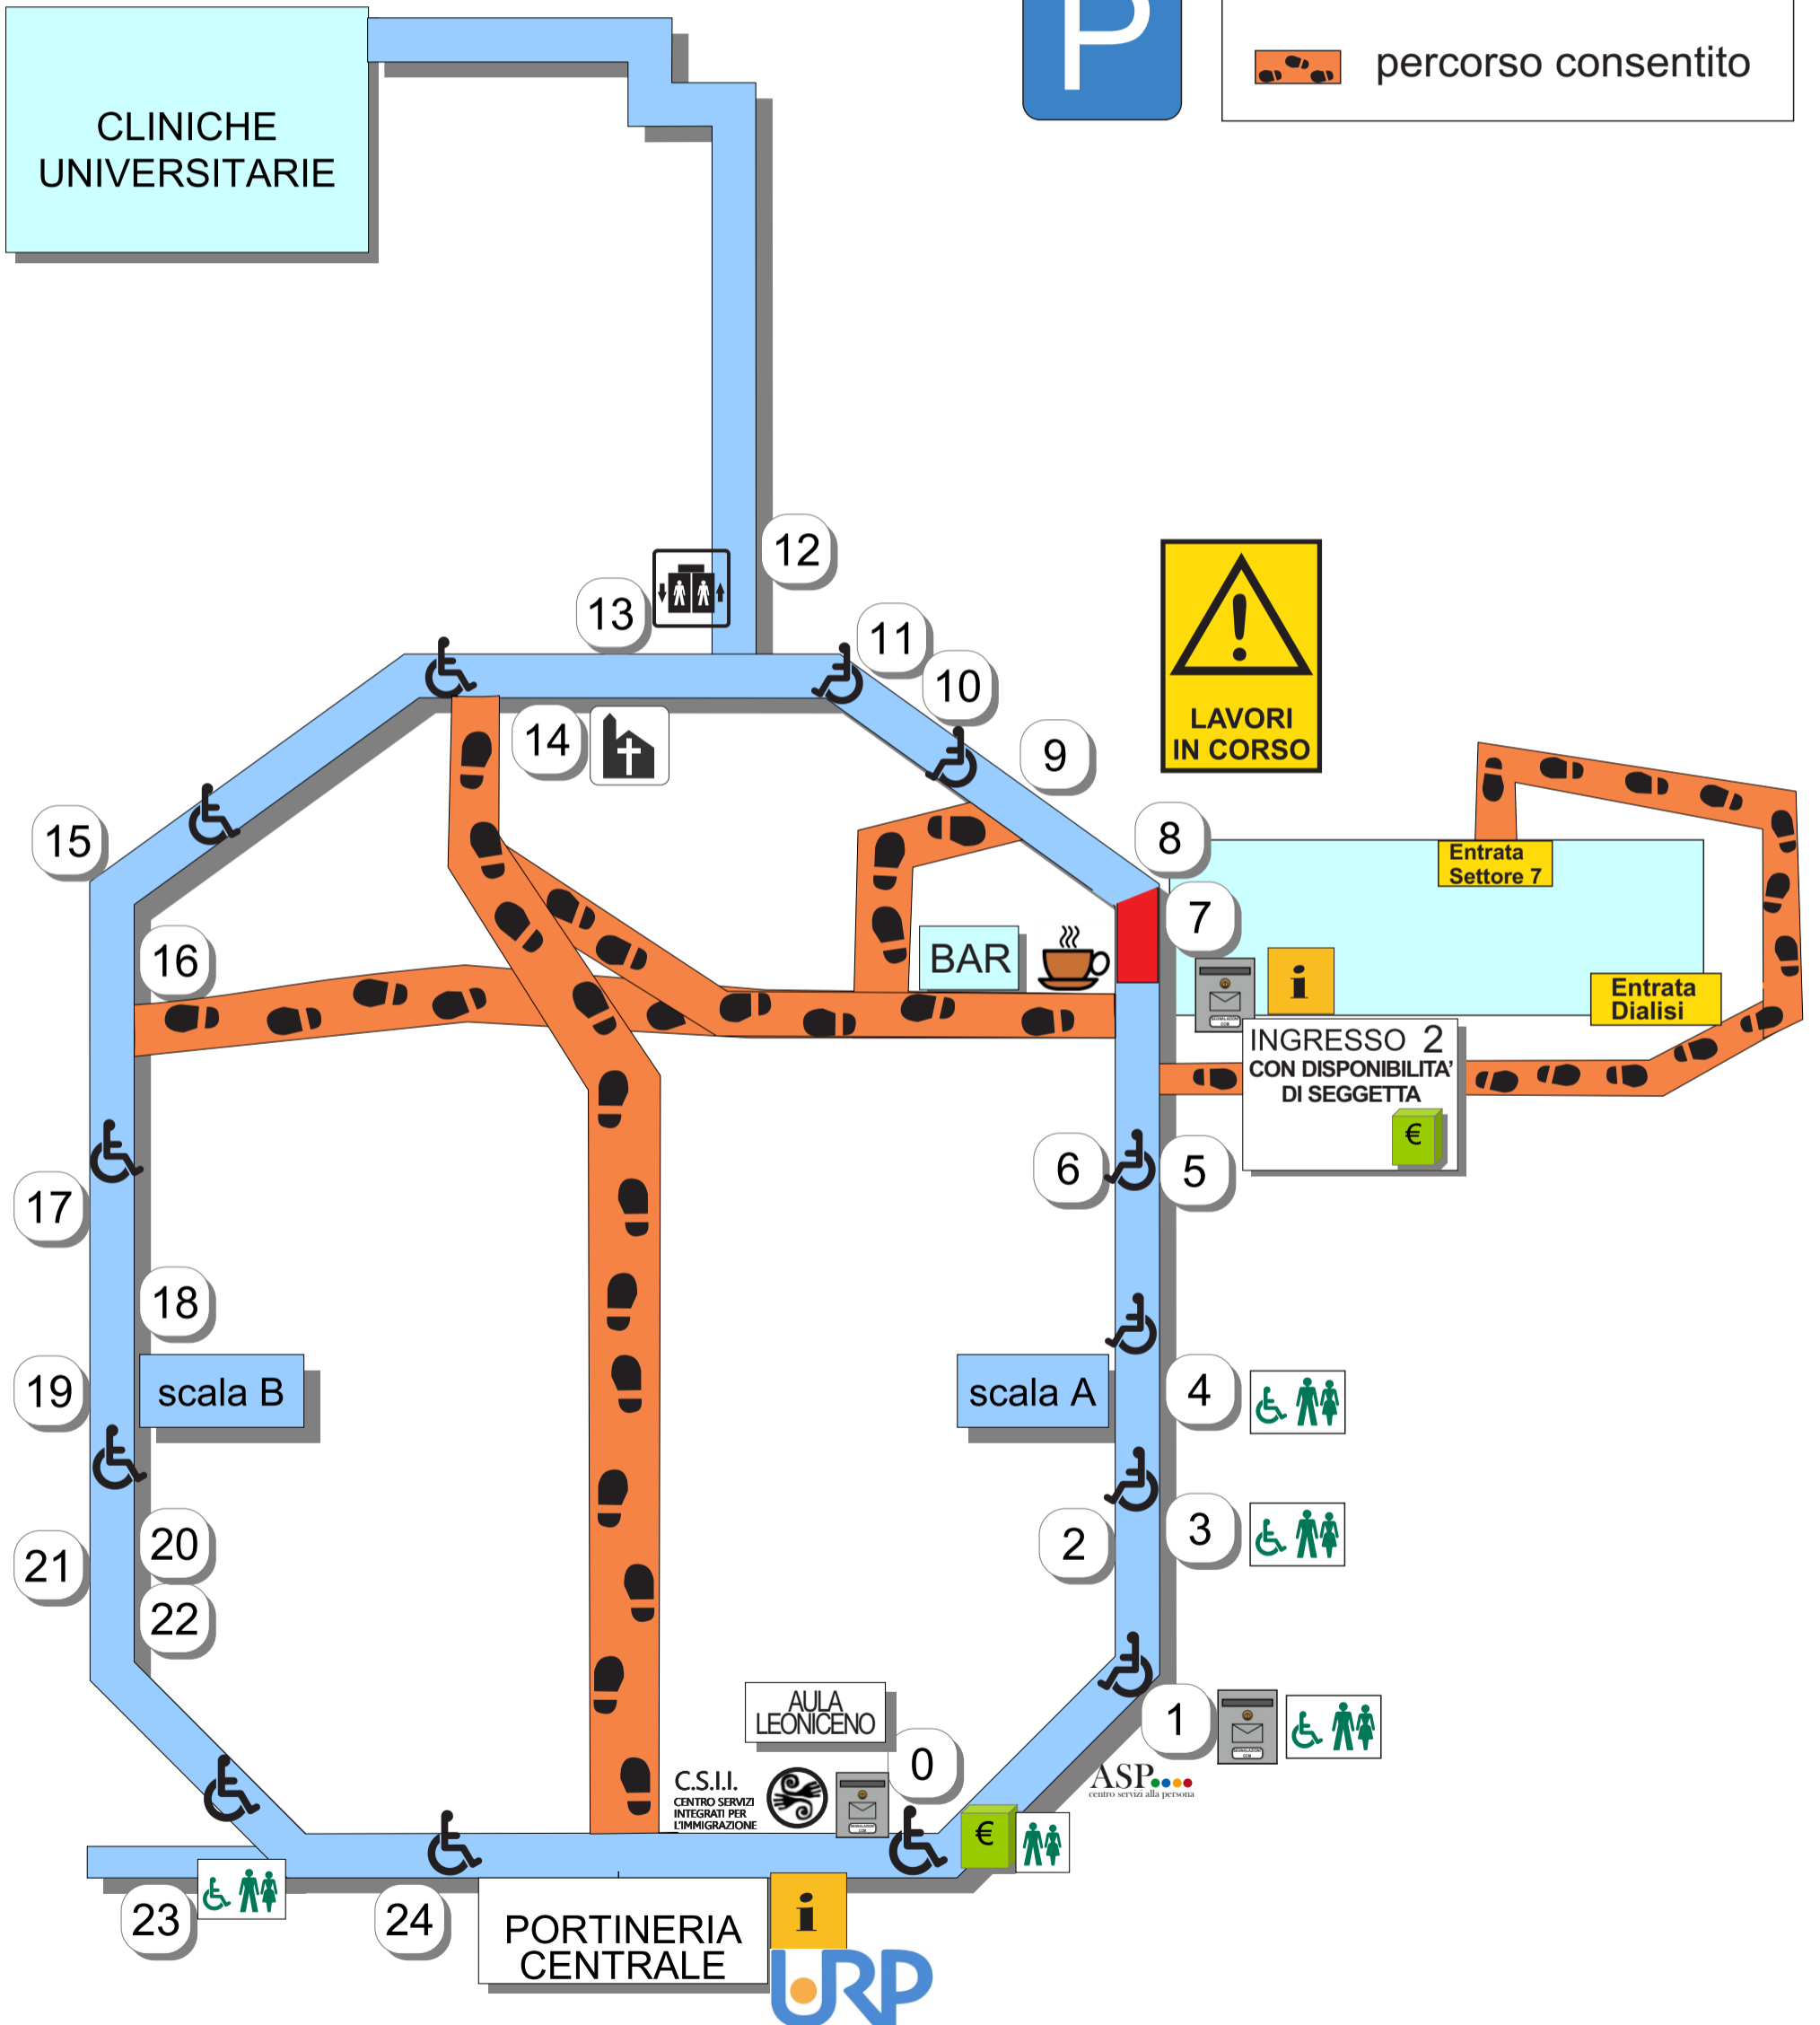 P
percorso consentito
CLINICHE
UNIVERSITARIE
12
13
11
10
14
9
LAVORI
IN CORSO
15
8
Entrata
Settore 7
7
16
BAR
i
Entrata
Dialisi
INGRESSO 2
CON DISPONIBILITA'
DI SEGGETTA
€
6
5
17
18
19
scala B
scala A
4
3
20
2
21
22
AULA
LEONICENO
1
0
C.S.I.I.
CENTRO SERVIZI
INTEGRATI PER
L'IMMIGRAZIONE
ASP
centro servizi alla persona
€
23
24
PORTINERIA
CENTRALE
i
URP